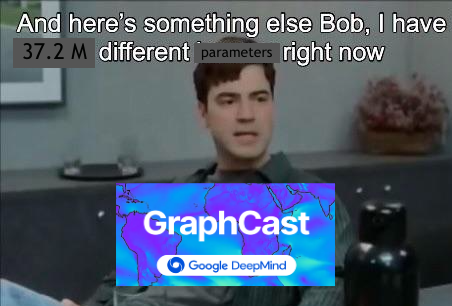 And here's something else Bob, I have
37.2 M different parameters right now
GraphCast
Google DeepMind